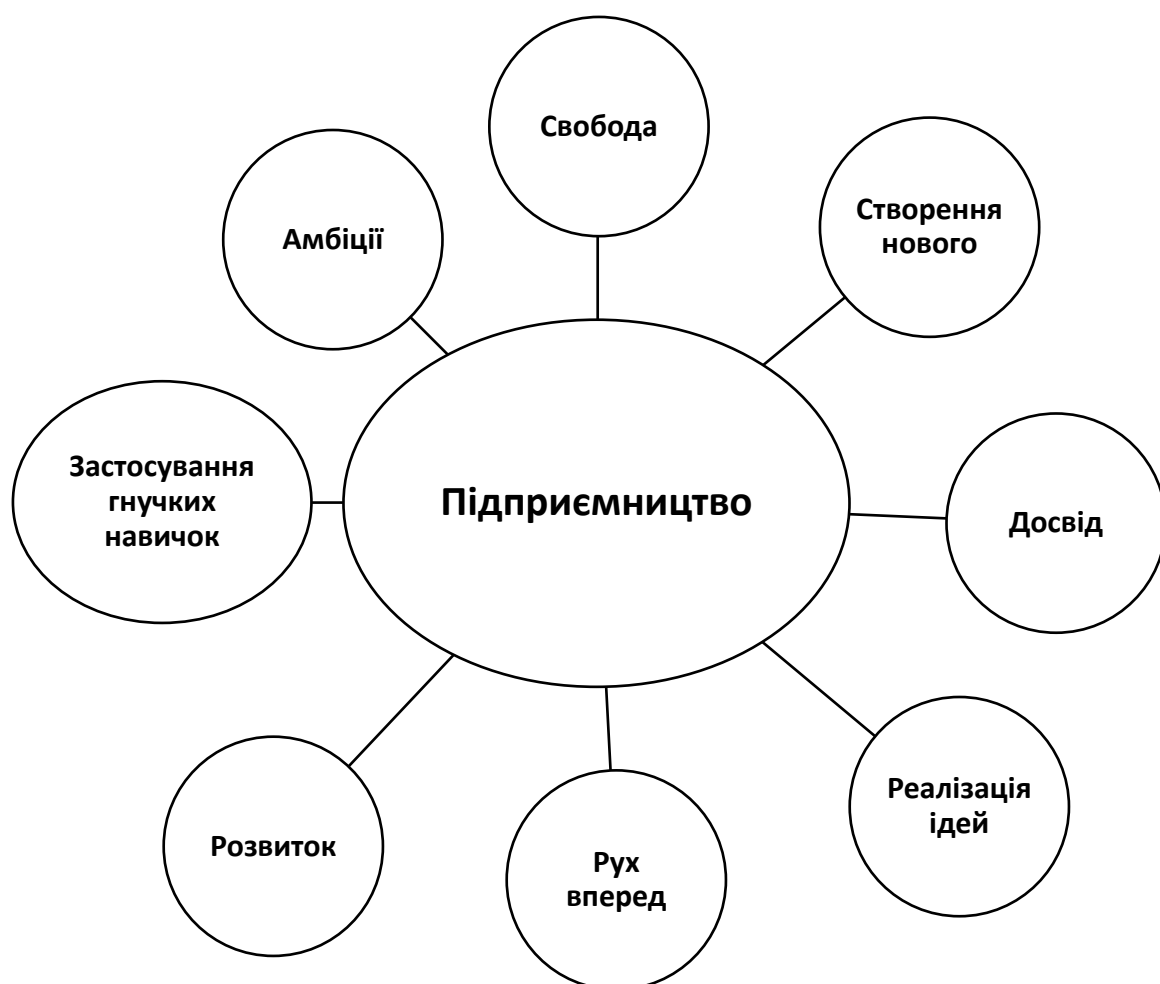 Свобода
Створення
нового
Амбіції
Застосування
гнучких
навичок
Підприємництво
Досвід
Реалізація
ідей
Розвиток
Рух
вперед